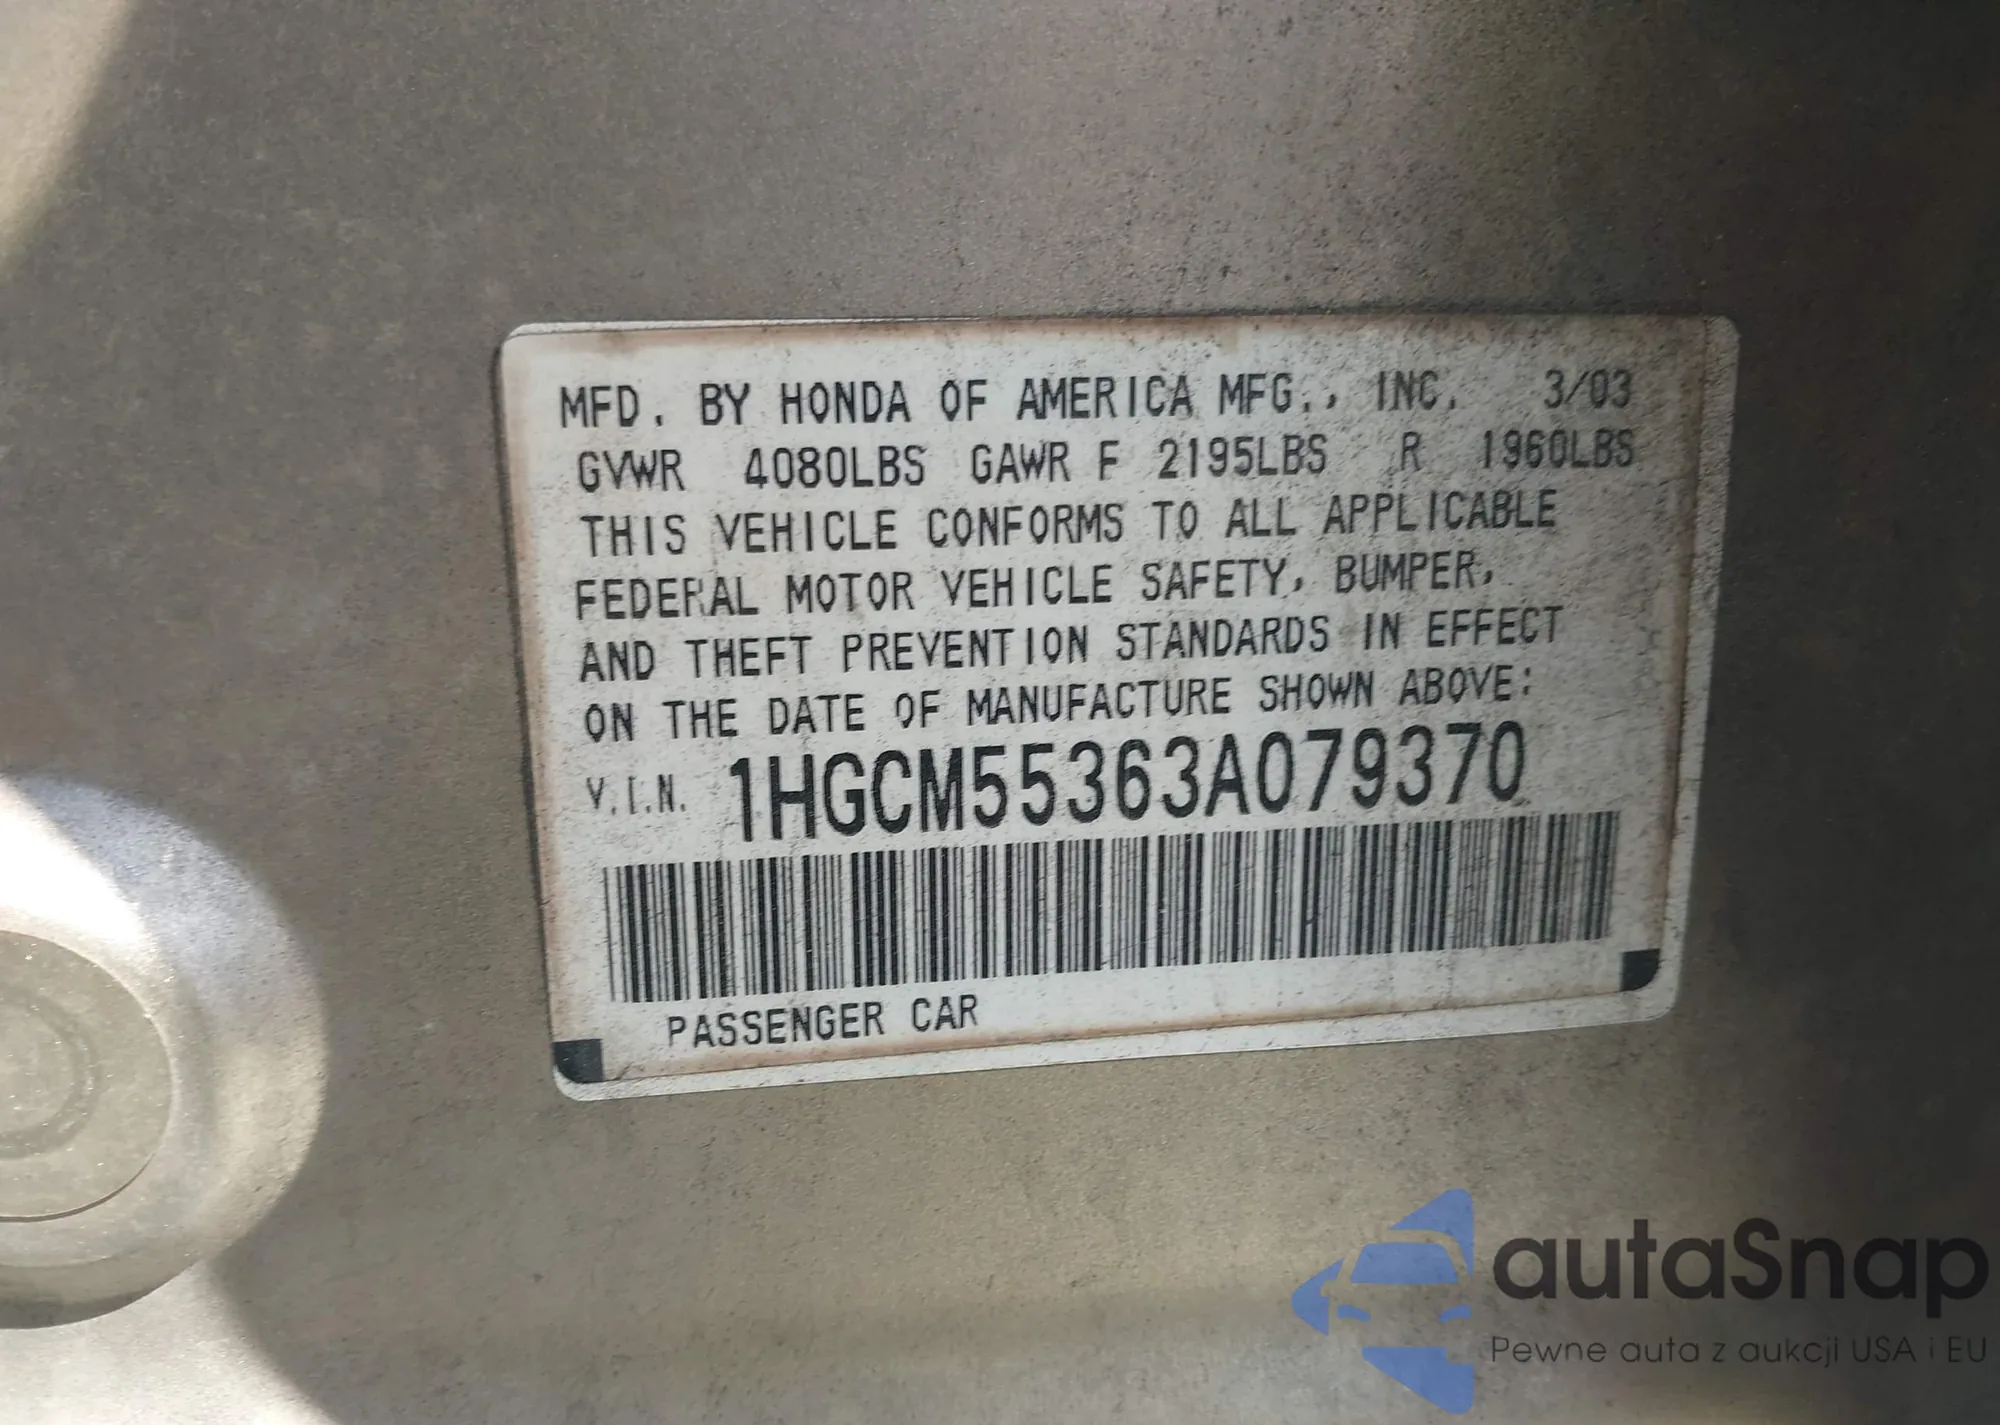 MFD. BY HONDA OF AMERICA MFG., INC. 3/03
GVWR 4080LBS GAWR F 2195LBS R 1960LBS
THIS VEHICLE CONFORMS TO ALL APPLICABLE
FEDERAL MOTOR VEHICLE SAFETY, BUMPER,
AND THEFT PREVENTION STANDARDS IN EFFECT
ON THE DATE OF MANUFACTURE SHOWN ABOVE:
V.I.N. 1HGCM55363A079370
PASSENGER CAR
autaSnap
Pewne auta z aukcji USA i EU